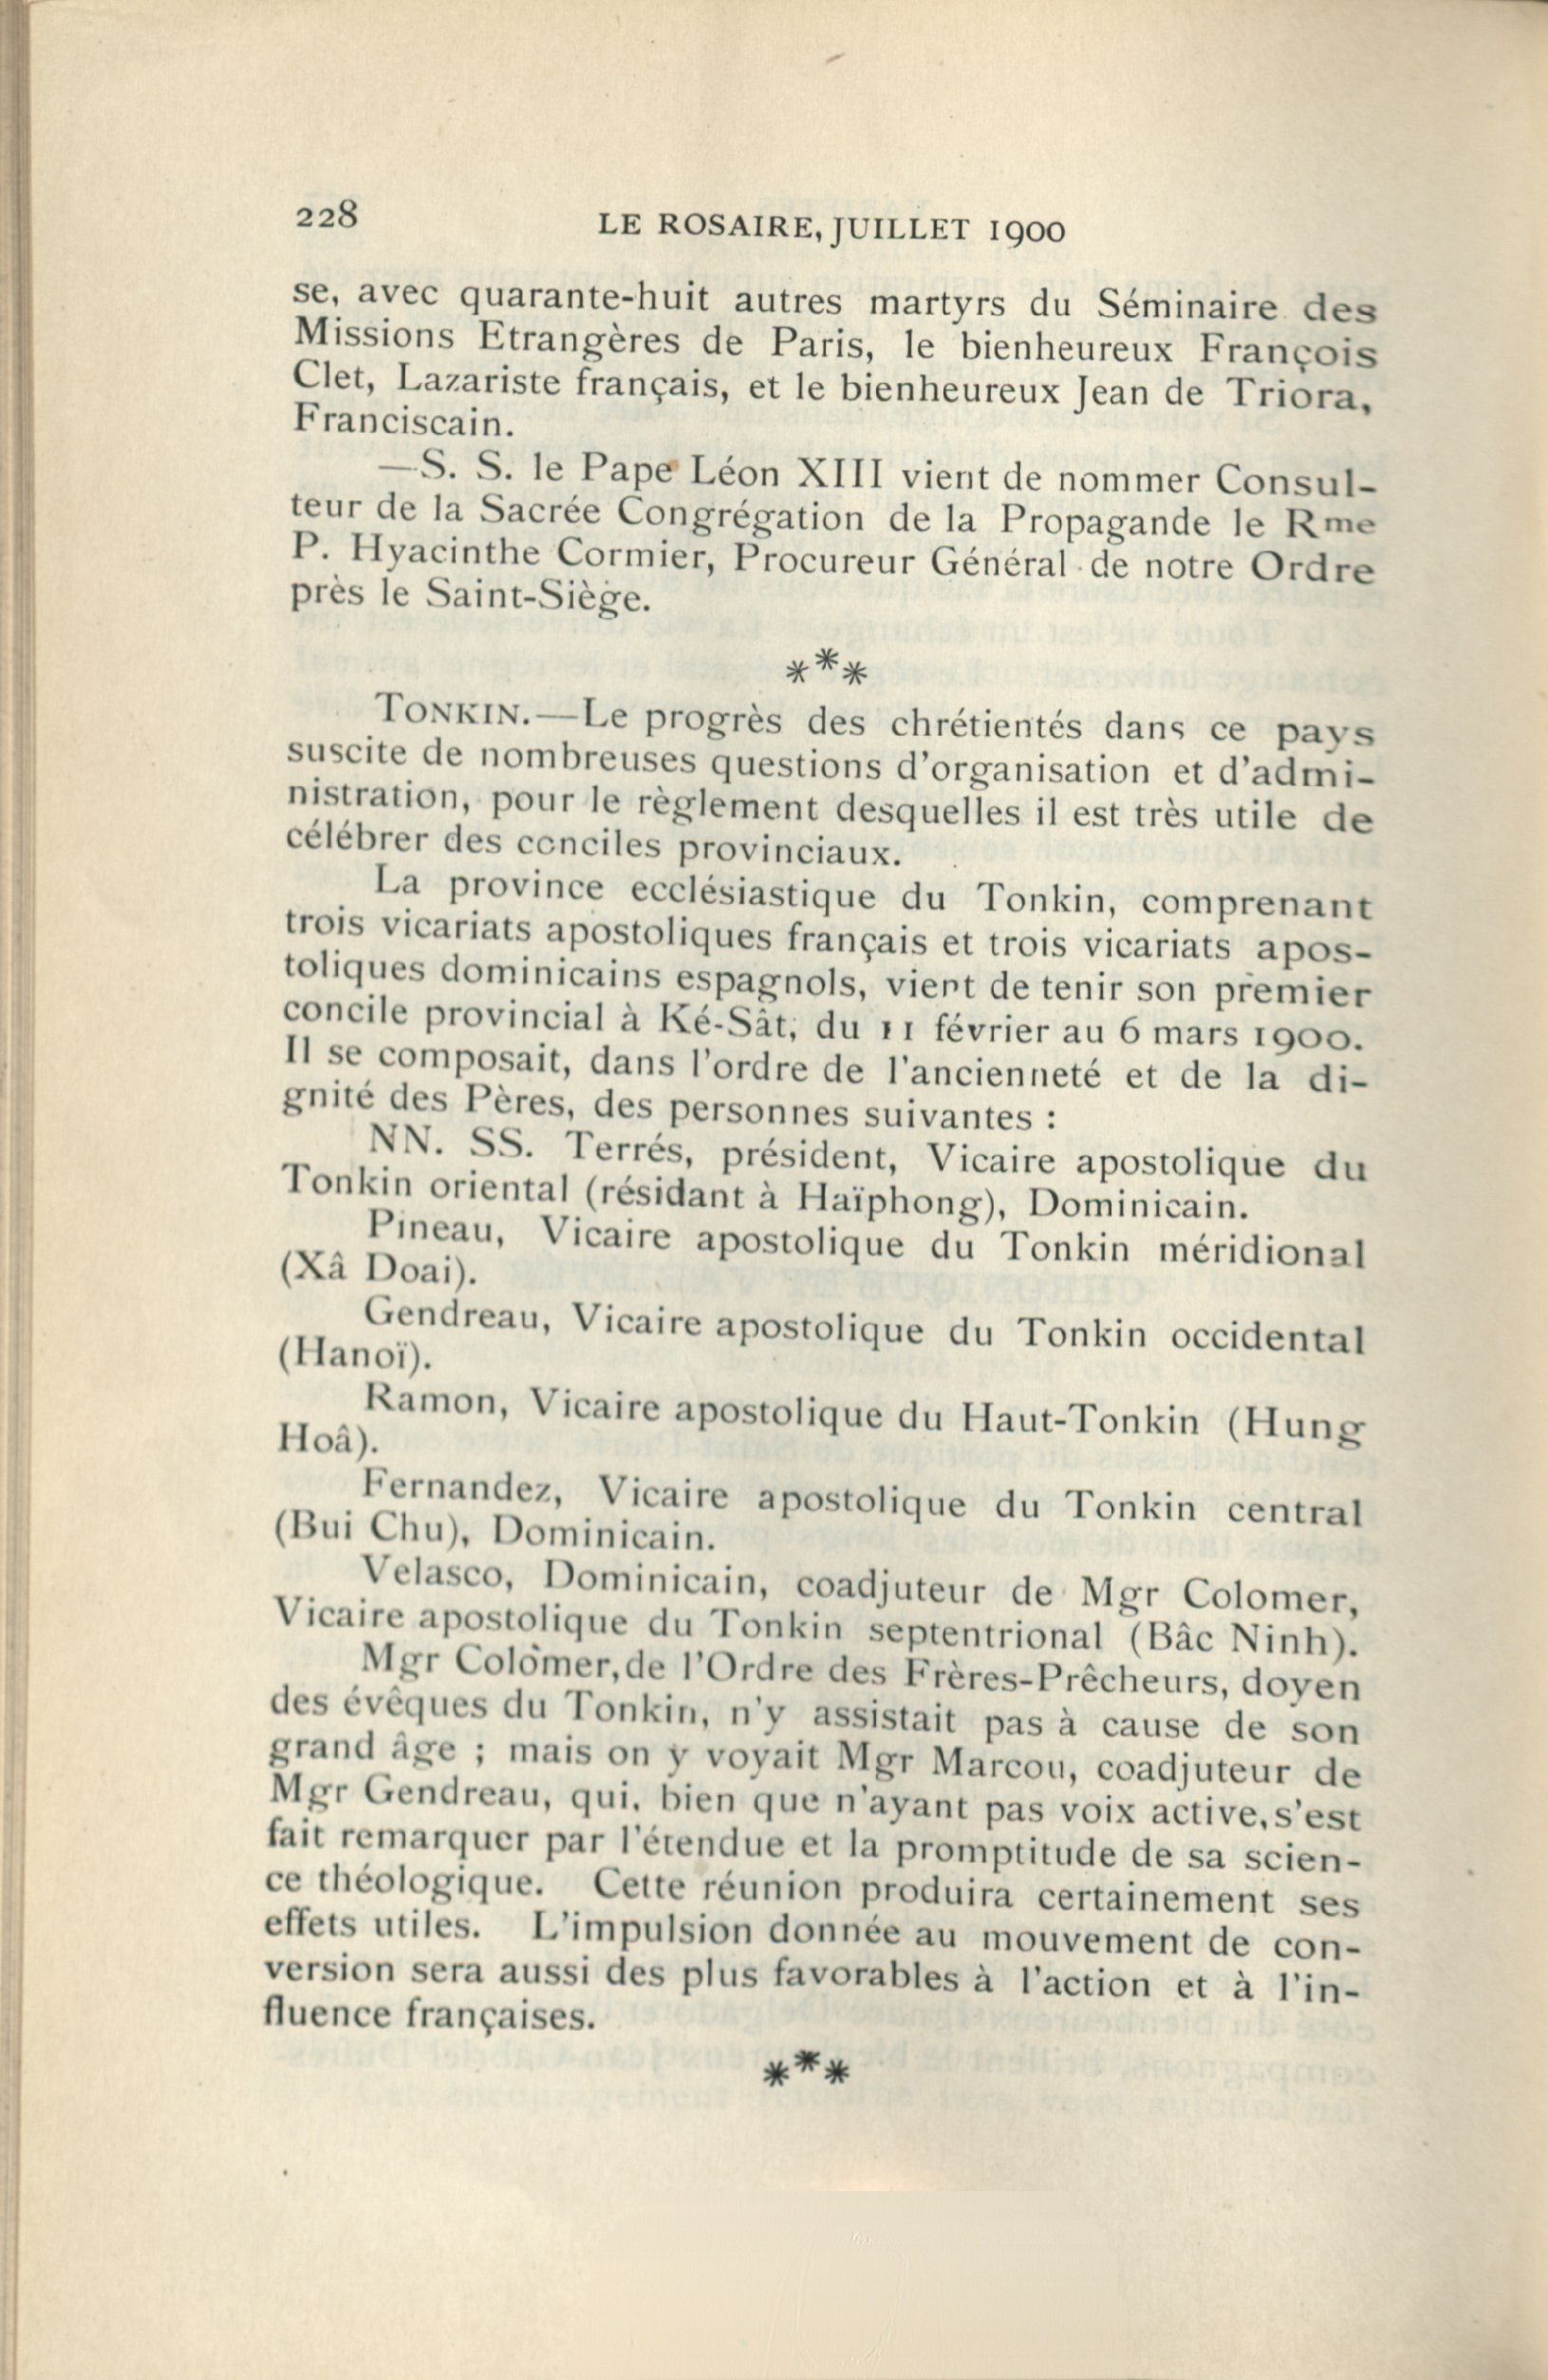 228
LE ROSAIRE, JUILLET 1900
se, avec quarante-huit autres martyrs du Séminaire des
Missions Etrangères de Paris, le bienheureux François
Clet, Lazariste français, et le bienheureux Jean de Triora,
Franciscain.
—S. S. le Pape Léon XIII vient de nommer Consul-
teur de la Sacrée Congrégation de la Propagande le Rme
P. Hyacinthe Cormier, Procureur Général de notre Ordre
près le Saint-Siège.
***
TONKIN.—Le progrès des chrétientés dans ce pays
suscite de nombreuses questions d'organisation et d'admi-
nistration, pour le règlement desquelles il est très utile de
célébrer des conciles provinciaux.
La province ecclésiastique du Tonkin, comprenant
trois vicariats apostoliques français et trois vicariats apos-
toliques dominicains espagnols, vient de tenir son premier
concile provincial à Ké-Sât, du 11 février au 6 mars 1900.
Il se composait, dans l'ordre de l'ancienneté et de la di-
gnité des Pères, des personnes suivantes :
NN. SS. Terrés, président, Vicaire apostolique du
Tonkin oriental (résidant à Haïphong), Dominicain.
Pineau, Vicaire apostolique du Tonkin méridional
(Xâ Doai).
Gendreau, Vicaire apostolique du Tonkin occidental
(Hanoï).
Ramon, Vicaire apostolique du Haut-Tonkin (Hung
Hoâ).
Fernandez, Vicaire apostolique du Tonkin central
(Bui Chu), Dominicain.
Velasco, Dominicain, coadjuteur de Mgr Colomer,
Vicaire apostolique du Tonkin septentrional (Bâc Ninh).
Mgr Colomer, de l'Ordre des Frères-Prêcheurs, doyen
des évêques du Tonkin, n'y assistait pas à cause de son
grand âge ; mais on y voyait Mgr Marcou, coadjuteur de
Mgr Gendreau, qui, bien que n'ayant pas voix active, s'est
fait remarquer par l'étendue et la promptitude de sa scien-
ce théologique. Cette réunion produira certainement ses
effets utiles. L'impulsion donnée au mouvement de con-
version sera aussi des plus favorables à l'action et à l'in-
fluence françaises.
***